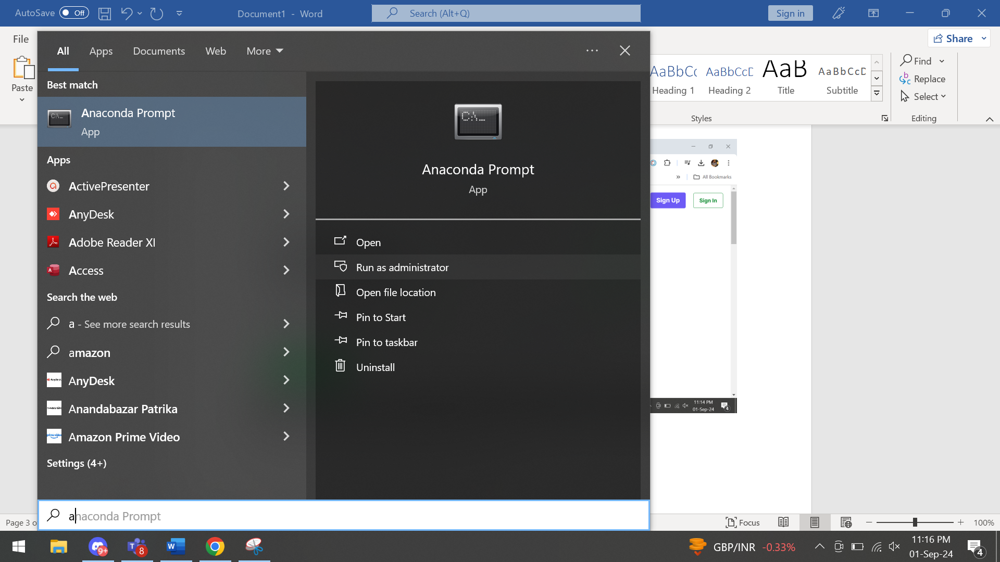 AutoSave Off Document1 - Word Search (Alt+Q) Sign in
File Share
All Apps Documents Web More
Paste
AaBbCc AaBbCcD AaB AaBbCcD
Heading 1 Heading 2 Title Subtitle
Find
Replace
Select
Styles Editing
Best match
Anaconda Prompt
App
Apps
ActivePresenter
AnyDesk
Adobe Reader XI
Access
Search the web
a - See more search results
amazon
AnyDesk
Anandabazar Patrika
Amazon Prime Video
Settings (4+)
anaconda Prompt
C:\_
Anaconda Prompt
App
Open
Run as administrator
Open file location
Pin to Start
Pin to taskbar
Uninstall
All Bookmarks
Sign Up Sign In
11:14 PM
01-Sep-24
4
Page 3 o Focus 100%
9+ 8 GBP/INR -0.33% 11:16 PM
01-Sep-24 4